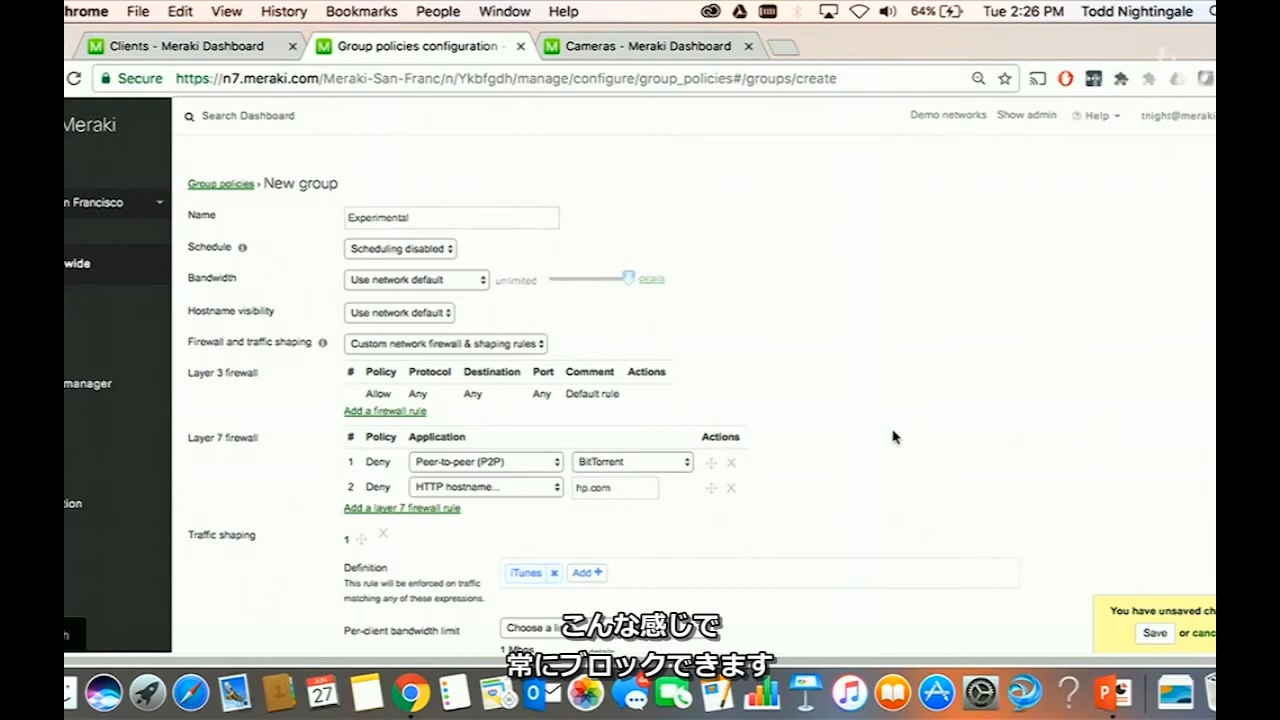 hrome File Edit View History Bookmarks People Window Help 64% Tue 2:26 PM Todd Nightingale
Clients - Meraki Dashboard × Group policies configuration - × Cameras - Meraki Dashboard ×
Secure https://n7.meraki.com/Meraki-San-Franc/n/Ykbfgdh/manage/configure/group_policies#/groups/create
Meraki Search Dashboard Demo networks Show admin Help tnight@meraki
Group policies › New group
n Francisco
Name Experimental
Schedule Scheduling disabled
wide
Bandwidth Use network default unlimited details
Hostname visibility Use network default
Firewall and traffic shaping Custom network firewall & shaping rules
Layer 3 firewall # Policy Protocol Destination Port Comment Actions
manager
Allow Any Any Any Default rule
Add a firewall rule
Layer 7 firewall # Policy Application Actions
1 Deny Peer-to-peer (P2P) BitTorrent X
2 Deny HTTP hostname... hp.com X
tion
Add a layer 7 firewall rule
Traffic shaping 1 X
Definition
This rule will be enforced on traffic
matching any of these expressions.
iTunes × Add +
Per-client bandwidth limit Choose a li
You have unsaved ch
Save or canc
h
こんな感じで
常にブロックできます
JUN
27